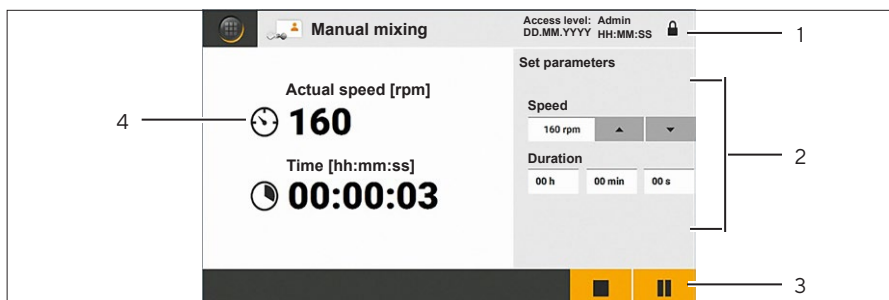 Manual mixing
Access level: Admin
DD.MM.YYYY HH:MM:SS
1
Set parameters
Actual speed [rpm]
160
4
Speed
160 rpm
2
Time [hh:mm:ss]
00:00:03
Duration
00 h 00 min 00 s
3